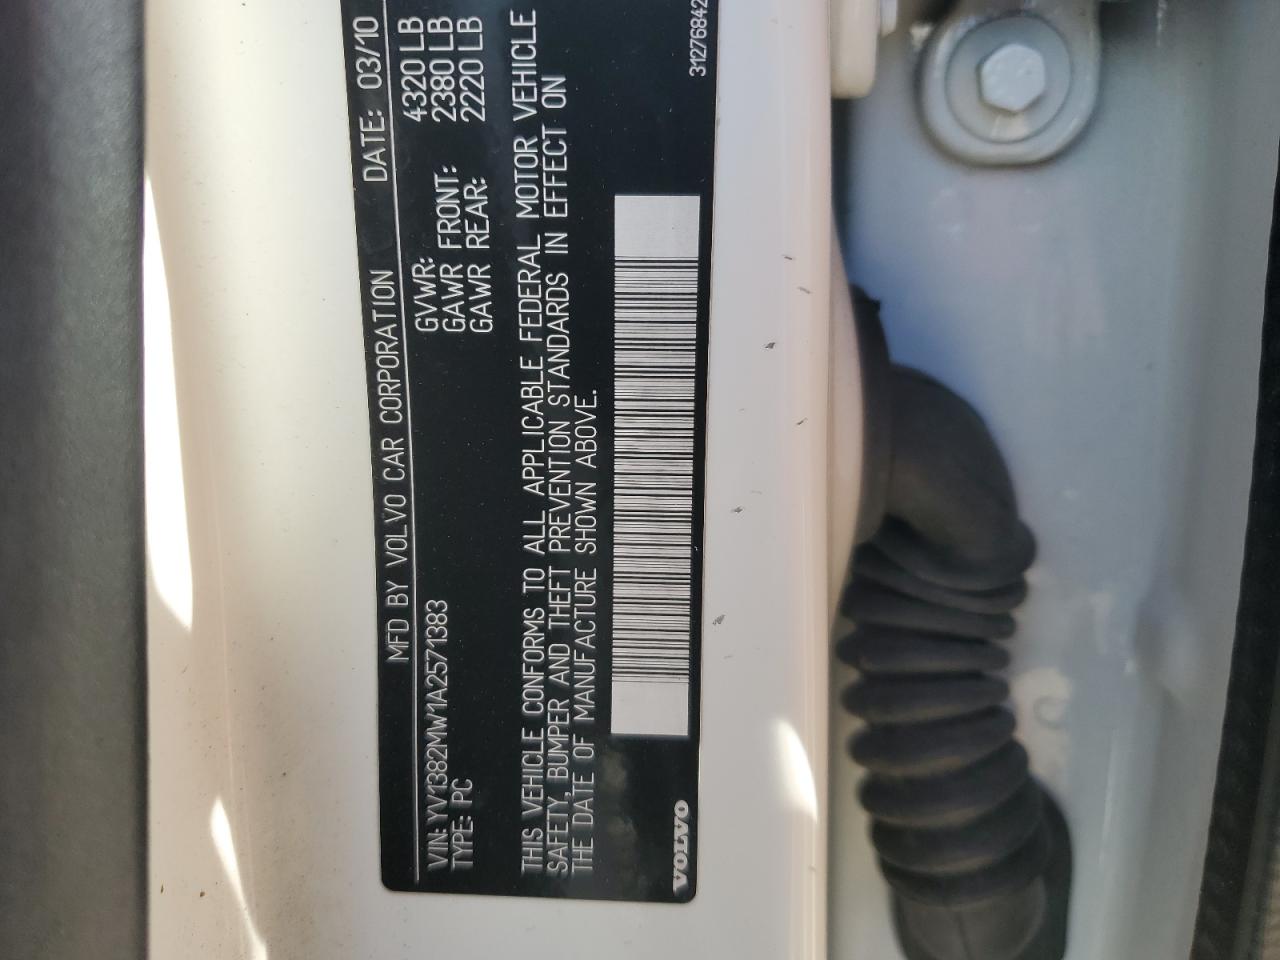 MFD BY VOLVO CAR CORPORATION DATE: 03/10
VIN: YV1382MW1A2571383 GVWR: 4320 LB
TYPE: PC GAWR FRONT: 2380 LB
GAWR REAR: 2220 LB
THIS VEHICLE CONFORMS TO ALL APPLICABLE FEDERAL MOTOR VEHICLE
SAFETY, BUMPER AND THEFT PREVENTION STANDARDS IN EFFECT ON
THE DATE OF MANUFACTURE SHOWN ABOVE.
VOLVO 31276842